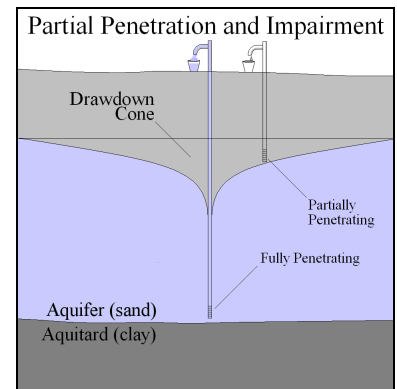 Partial Penetration and Impairment
Drawdown
Cone
Partially
Penetrating
Fully Penetrating
Aquifer (sand)
Aquitard (clay)